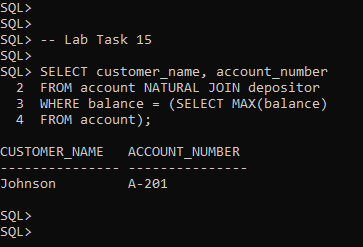 SQL>
SQL>
SQL> -- Lab Task 15
SQL>
SQL> SELECT customer_name, account_number
  2  FROM account NATURAL JOIN depositor
  3  WHERE balance = (SELECT MAX(balance)
  4  FROM account);

CUSTOMER_NAME   ACCOUNT_NUMBER
--------------- ---------------
Johnson         A-201

SQL>
SQL>